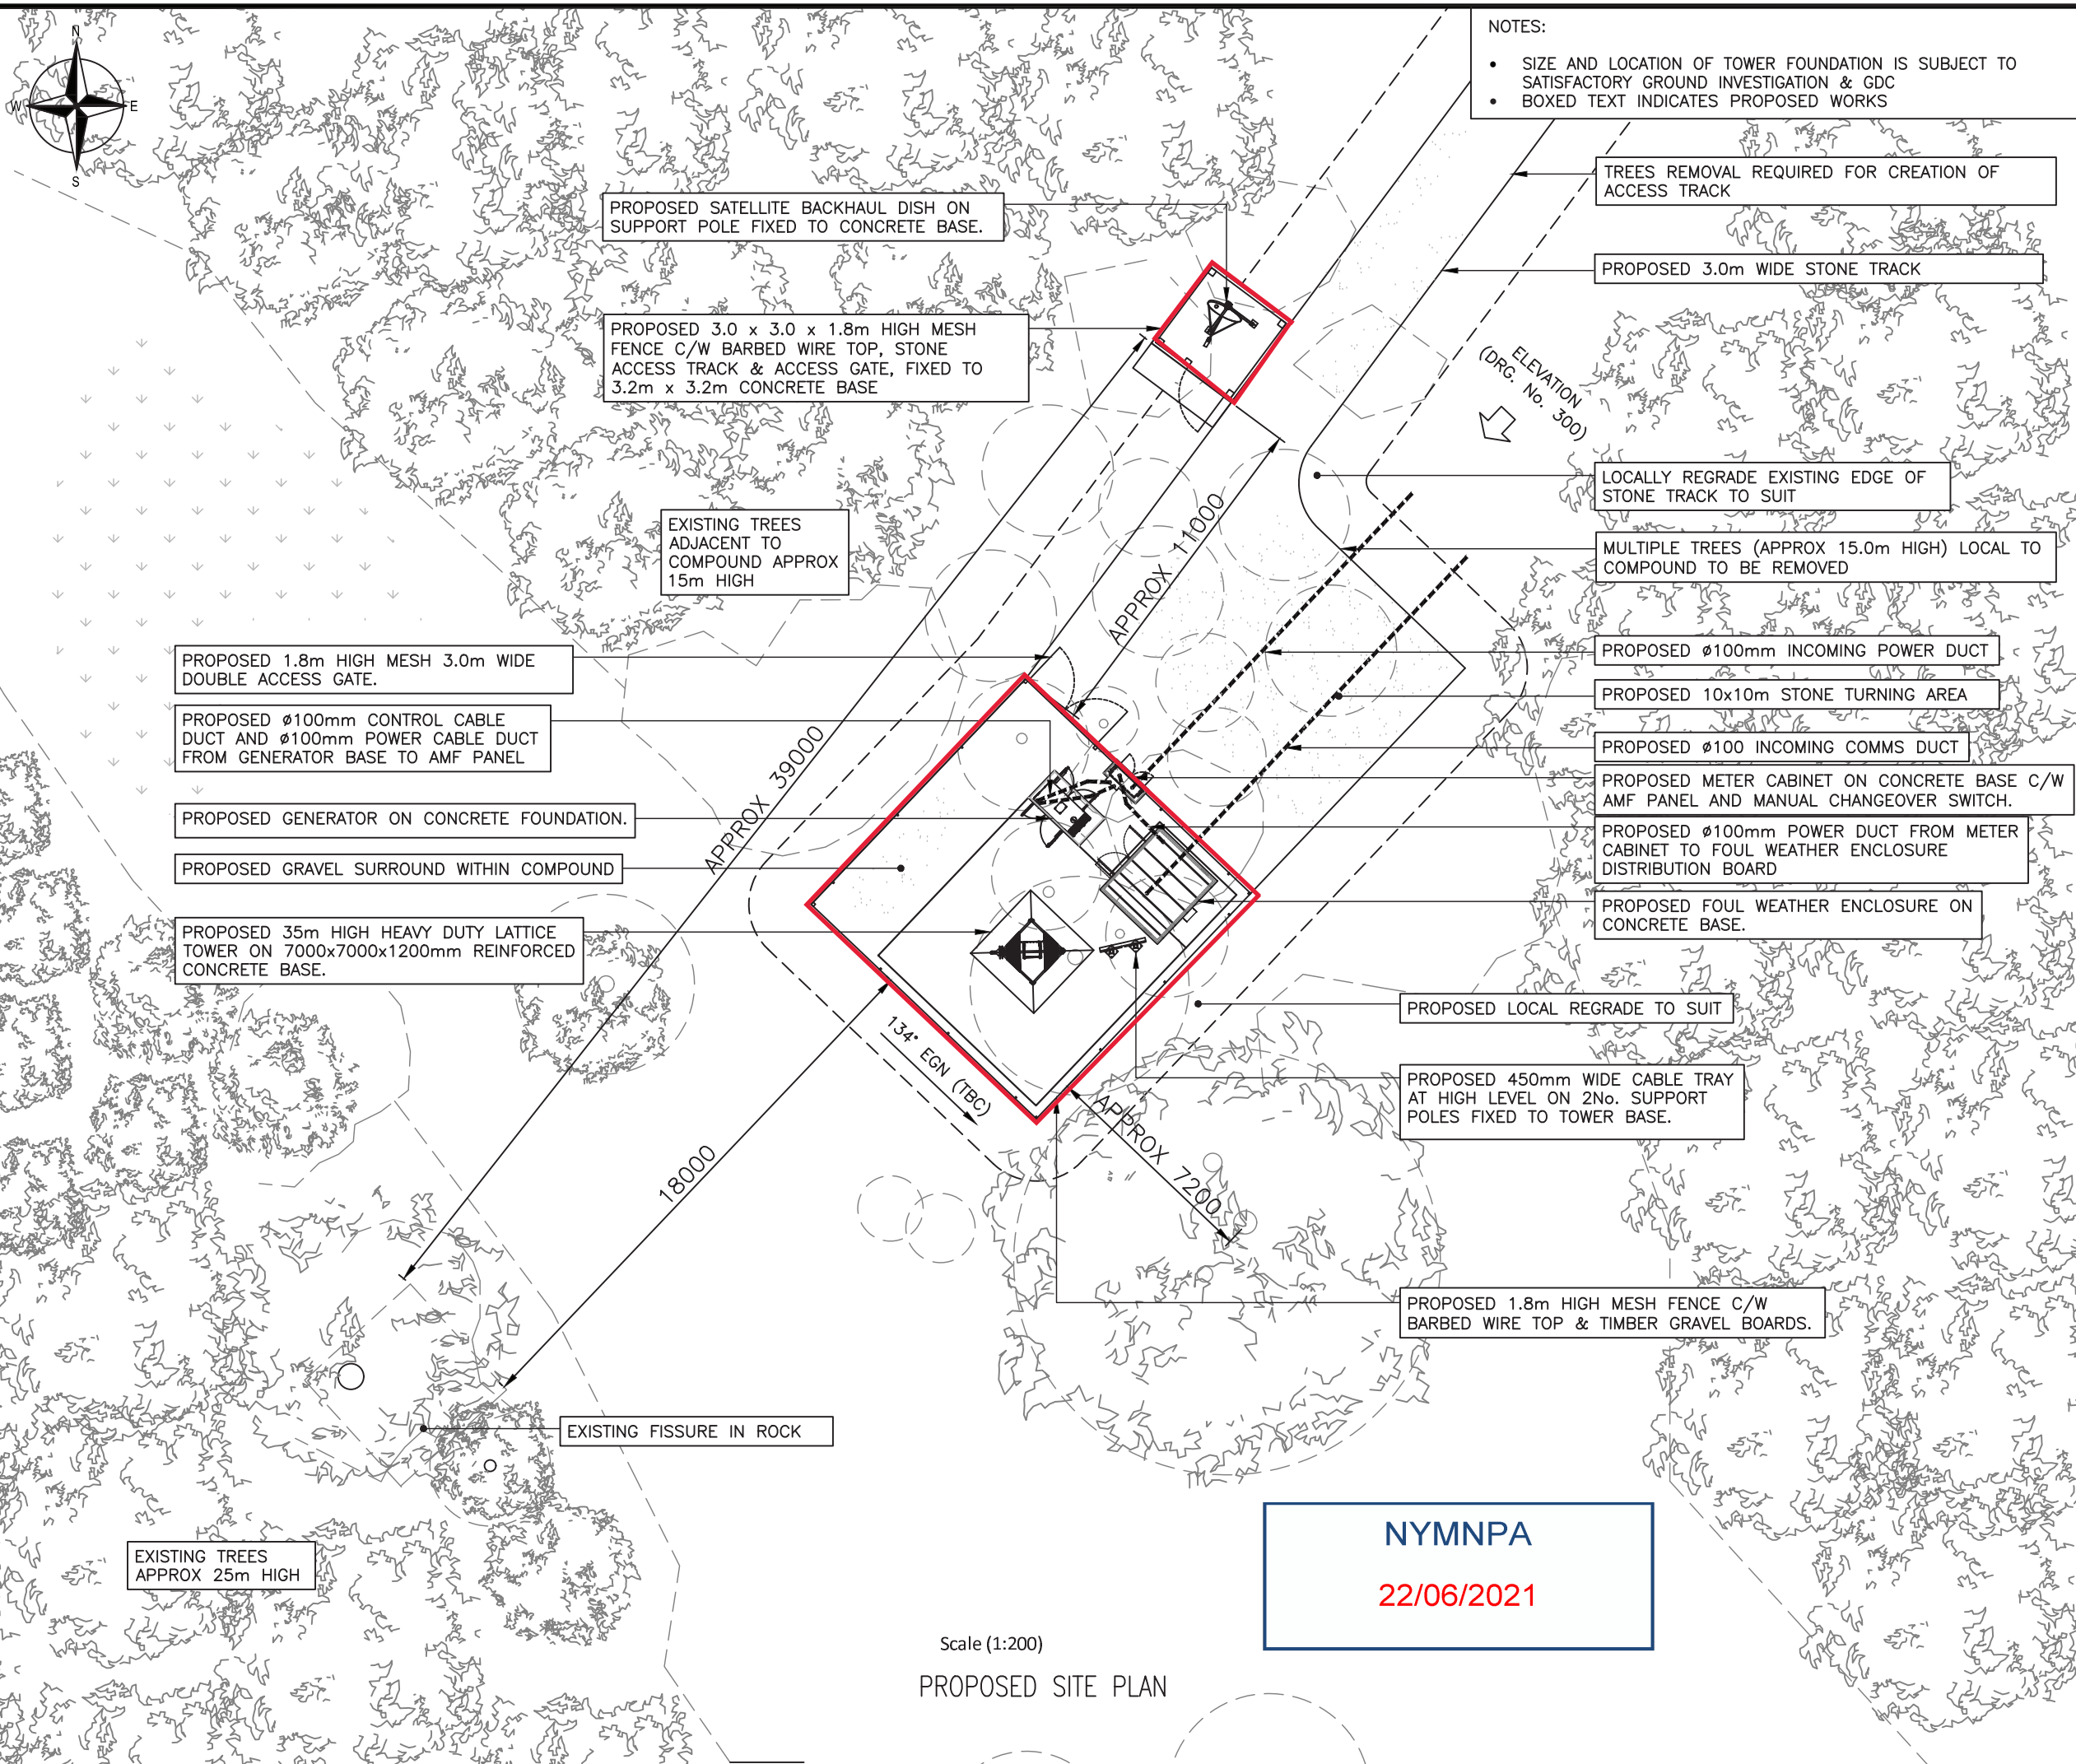 N
W
E
S
NOTES:
• SIZE AND LOCATION OF TOWER FOUNDATION IS SUBJECT TO
SATISFACTORY GROUND INVESTIGATION & GDC
• BOXED TEXT INDICATES PROPOSED WORKS
TREES REMOVAL REQUIRED FOR CREATION OF
ACCESS TRACK
PROPOSED SATELLITE BACKHAUL DISH ON
SUPPORT POLE FIXED TO CONCRETE BASE.
PROPOSED 3.0m WIDE STONE TRACK
PROPOSED 3.0 x 3.0 x 1.8m HIGH MESH
FENCE C/W BARBED WIRE TOP, STONE
ACCESS TRACK & ACCESS GATE, FIXED TO
3.2m x 3.2m CONCRETE BASE
ELEVATION
(DRG. No. 300)
LOCALLY REGRADE EXISTING EDGE OF
STONE TRACK TO SUIT
EXISTING TREES
ADJACENT TO
COMPOUND APPROX
15m HIGH
APPROX 11000
MULTIPLE TREES (APPROX 15.0m HIGH) LOCAL TO
COMPOUND TO BE REMOVED
PROPOSED 1.8m HIGH MESH 3.0m WIDE
DOUBLE ACCESS GATE.
PROPOSED ø100mm INCOMING POWER DUCT
PROPOSED 10x10m STONE TURNING AREA
PROPOSED ø100mm CONTROL CABLE
DUCT AND ø100mm POWER CABLE DUCT
FROM GENERATOR BASE TO AMF PANEL
PROPOSED ø100 INCOMING COMMS DUCT
PROPOSED METER CABINET ON CONCRETE BASE C/W
AMF PANEL AND MANUAL CHANGEOVER SWITCH.
APPROX 39000
PROPOSED GENERATOR ON CONCRETE FOUNDATION.
PROPOSED ø100mm POWER DUCT FROM METER
CABINET TO FOUL WEATHER ENCLOSURE
DISTRIBUTION BOARD
PROPOSED GRAVEL SURROUND WITHIN COMPOUND
PROPOSED FOUL WEATHER ENCLOSURE ON
CONCRETE BASE.
PROPOSED 35m HIGH HEAVY DUTY LATTICE
TOWER ON 7000x7000x1200mm REINFORCED
CONCRETE BASE.
PROPOSED LOCAL REGRADE TO SUIT
134° EGN (TBC)
PROPOSED 450mm WIDE CABLE TRAY
AT HIGH LEVEL ON 2No. SUPPORT
POLES FIXED TO TOWER BASE.
APPROX 7200
18000
PROPOSED 1.8m HIGH MESH FENCE C/W
BARBED WIRE TOP & TIMBER GRAVEL BOARDS.
EXISTING FISSURE IN ROCK
EXISTING TREES
APPROX 25m HIGH
NYMNPA
22/06/2021
Scale (1:200)
PROPOSED SITE PLAN